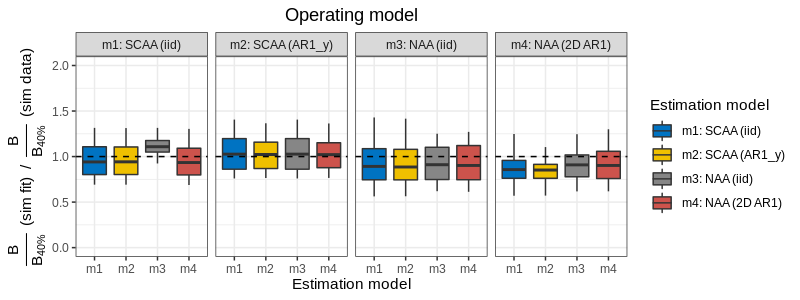 Operating model
m1: SCAA (iid)
m2: SCAA (AR1_y)
m3: NAA (iid)
m4: NAA (2D AR1)
B / B40% (sim fit) / B / B40% (sim data)
2.0
1.5
1.0
0.5
0.0
m1 m2 m3 m4
m1 m2 m3 m4
m1 m2 m3 m4
m1 m2 m3 m4
Estimation model
Estimation model
m1: SCAA (iid)
m2: SCAA (AR1_y)
m3: NAA (iid)
m4: NAA (2D AR1)